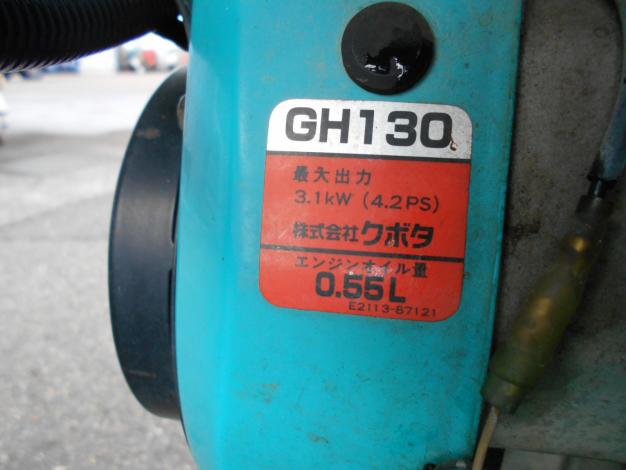 GH130
最大出力
3.1kW (4.2PS)
株式会社クボタ
エンジンオイル量
0.55L
E2113-87121